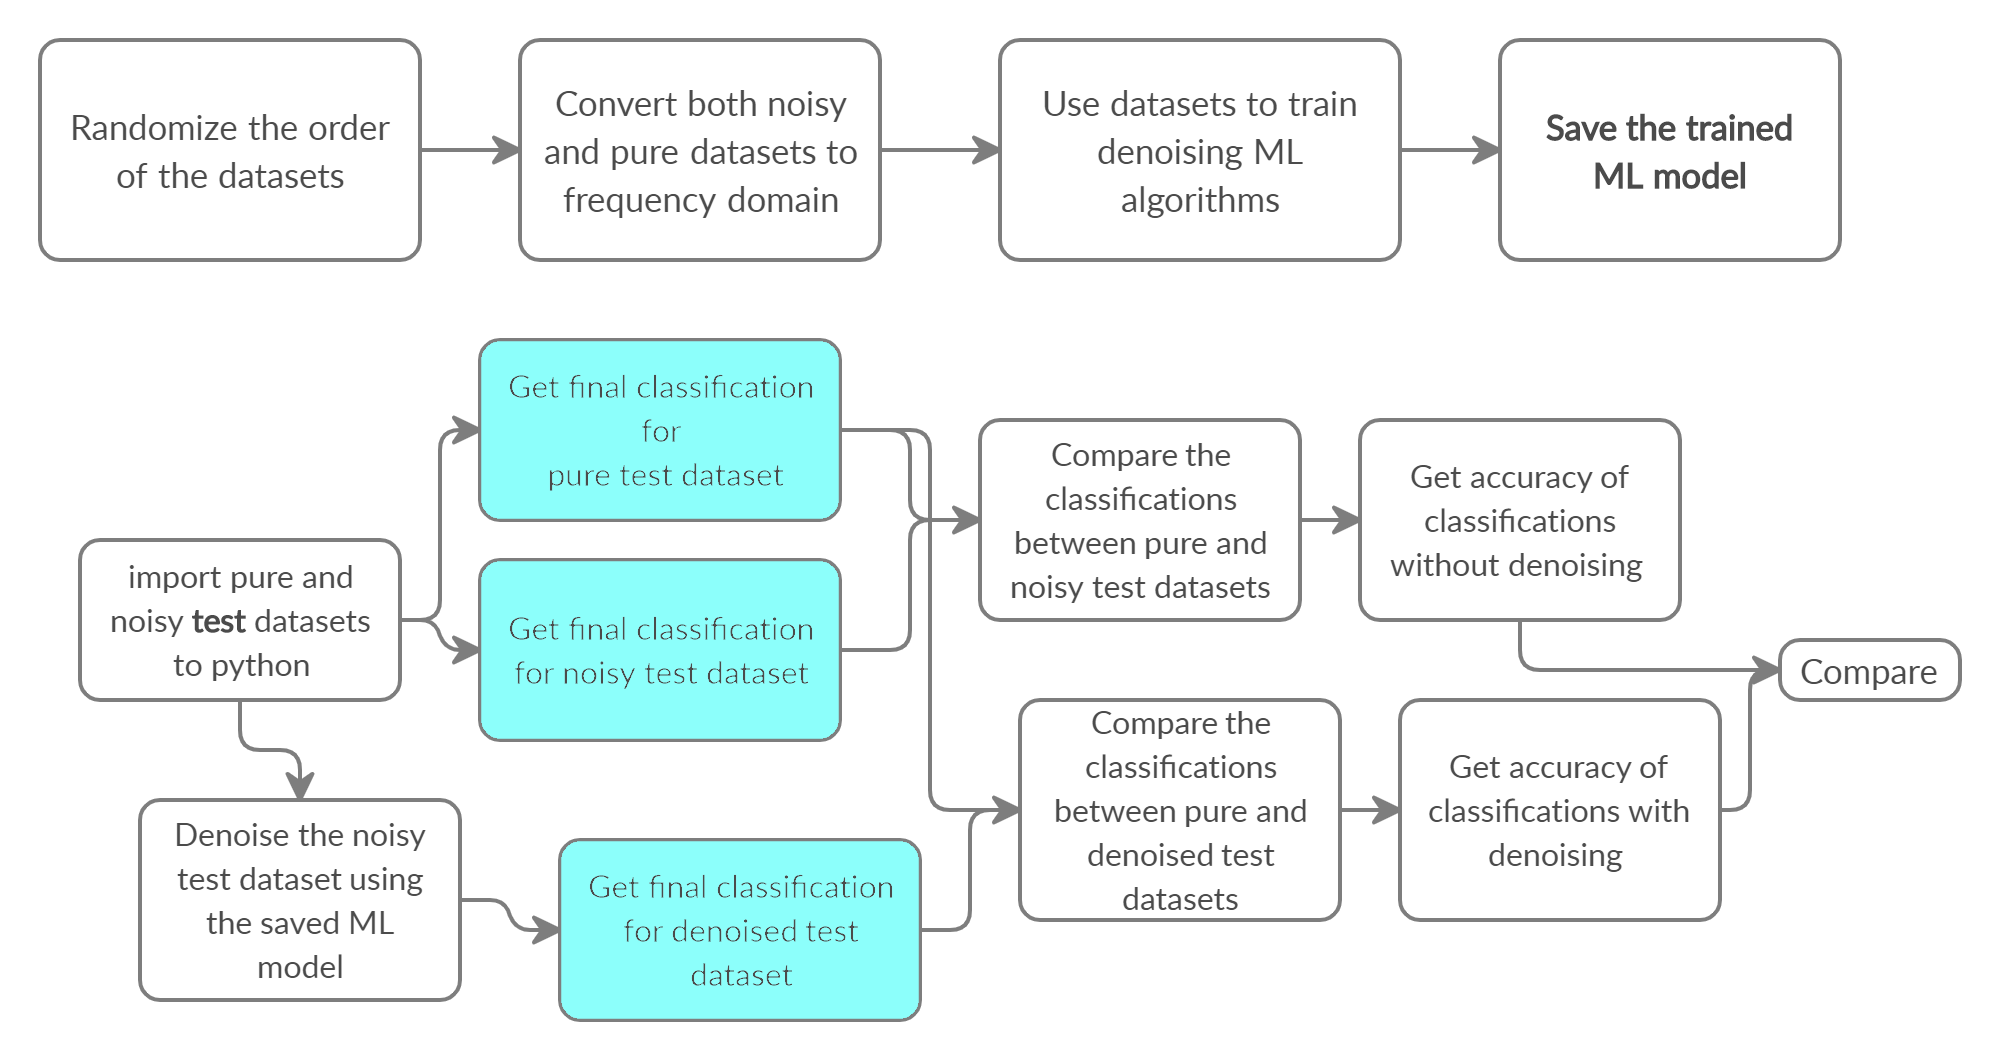 Randomize the order
of the datasets
Convert both noisy
and pure datasets to
frequency domain
Use datasets to train
denoising ML
algorithms
Save the trained
ML model
Get final classification
for
pure test dataset
import pure and
noisy test datasets
to python
Get final classification
for noisy test dataset
Compare the
classifications
between pure and
noisy test datasets
Get accuracy of
classifications
without denoising
Compare
Denoise the noisy
test dataset using
the saved ML
model
Get final classification
for denoised test
dataset
Compare the
classifications
between pure and
denoised test
datasets
Get accuracy of
classifications with
denoising